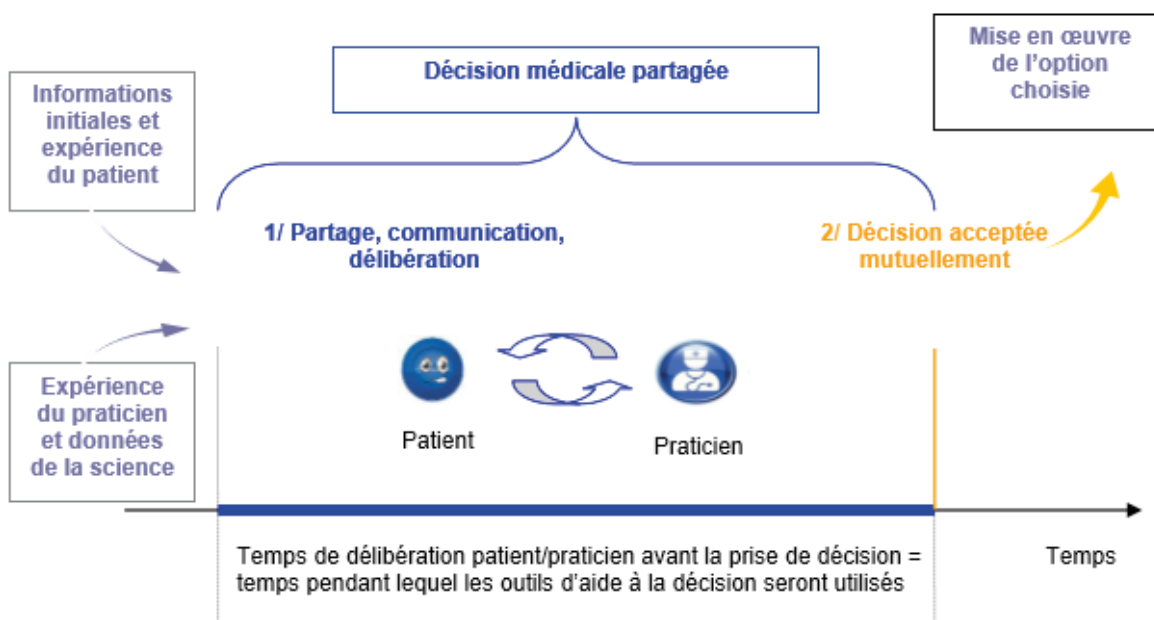 Décision médicale partagée
Mise en œuvre
de l'option
choisie
Informations
initiales et
expérience
du patient
1/ Partage, communication,
délibération
2/ Décision acceptée
mutuellement
Expérience
du praticien
et données
de la science
Patient
Praticien
Temps de délibération patient/praticien avant la prise de décision =
temps pendant lequel les outils d'aide à la décision seront utilisés
Temps